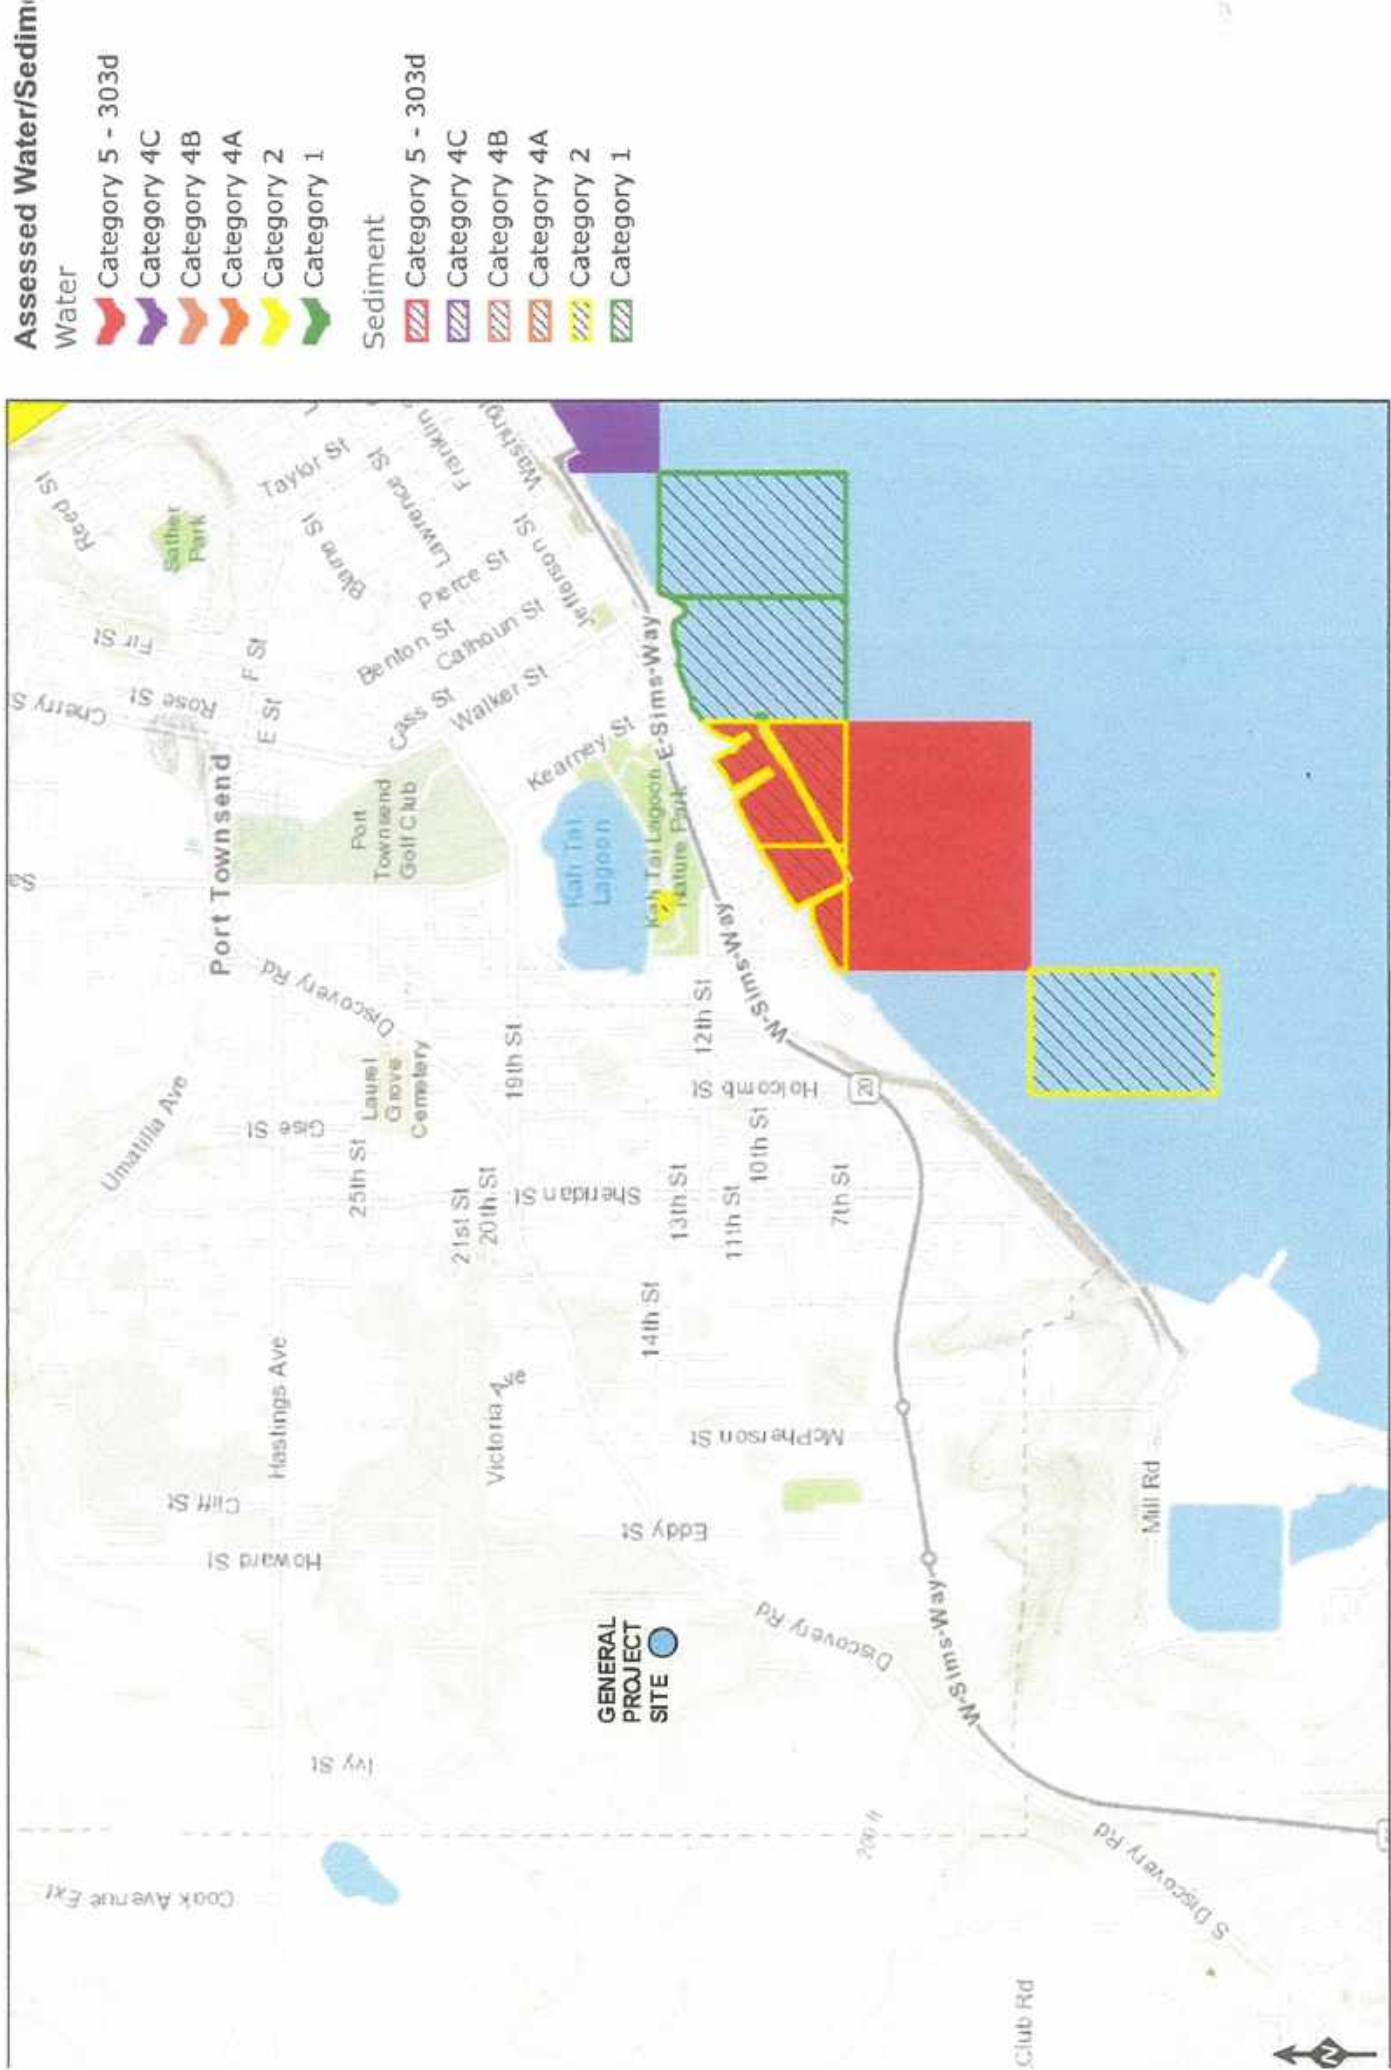 Assessed Water/Sedim
Water
Category 5 - 303d
Category 4C
Category 4B
Category 4A
Category 2
Category 1
Sediment
Category 5 - 303d
Category 4C
Category 4B
Category 4A
Category 2
Category 1
Reed St
Sather
Park
Taylor St
Blaine St
Lawrence St
Franklin
Washing
Fir St
F St
Pierce St
Jefferson St
Benton St
Calhoun St
Cherry S
Rose St
E St
Cass St
Walker St
Kearney St
E-Sims-Way
Port Townsend
Port
Townsend
Golf Club
Kah Tai
Lagoon
Kah Tai Lagoon
Nature Park
Discovery Rd
W-Sims-Way
Umatilla Ave
Gise St
Laurel
Grove
Cemetery
19th St
12th St
Holcomb St
20
25th St
21st St
20th St
Sheridan St
13th St
11th St
10th St
7th St
14th St
Hastings Ave
Victoria Ave
McPherson St
Cliff St
Howard St
Eddy St
Mill Rd
GENERAL
PROJECT
SITE
Discovery Rd
W-Sims-Way
Ivy St
200 ft
Cook Avenue Ext
S Discovery Rd
Club Rd
N